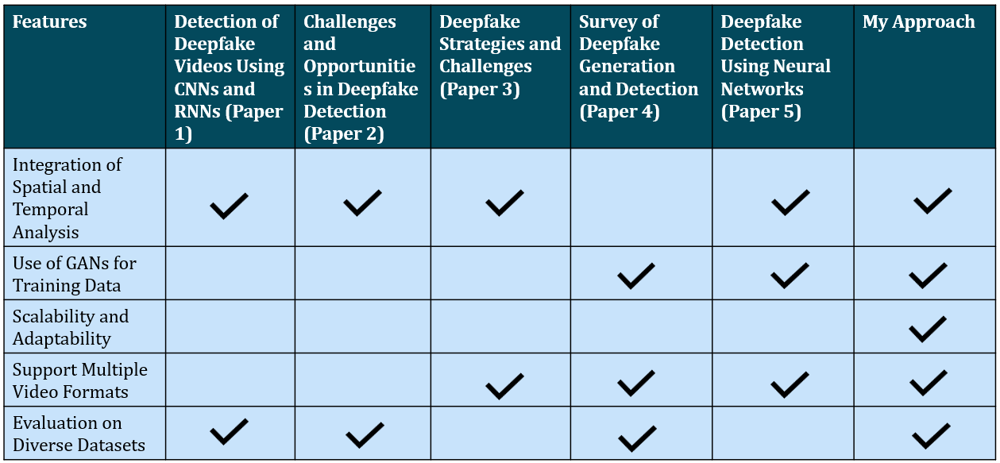 Features
Detection of
Deepfake
Videos Using
CNNs and
RNNs (Paper
1)
Challenges
and
Opportunitie
s in Deepfake
Detection
(Paper 2)
Deepfake
Strategies and
Challenges
(Paper 3)
Survey of
Deepfake
Generation
and Detection
(Paper 4)
Deepfake
Detection
Using Neural
Networks
(Paper 5)
My Approach
Integration of
Spatial and
Temporal
Analysis
Use of GANs for
Training Data
Scalability and
Adaptability
Support Multiple
Video Formats
Evaluation on
Diverse Datasets